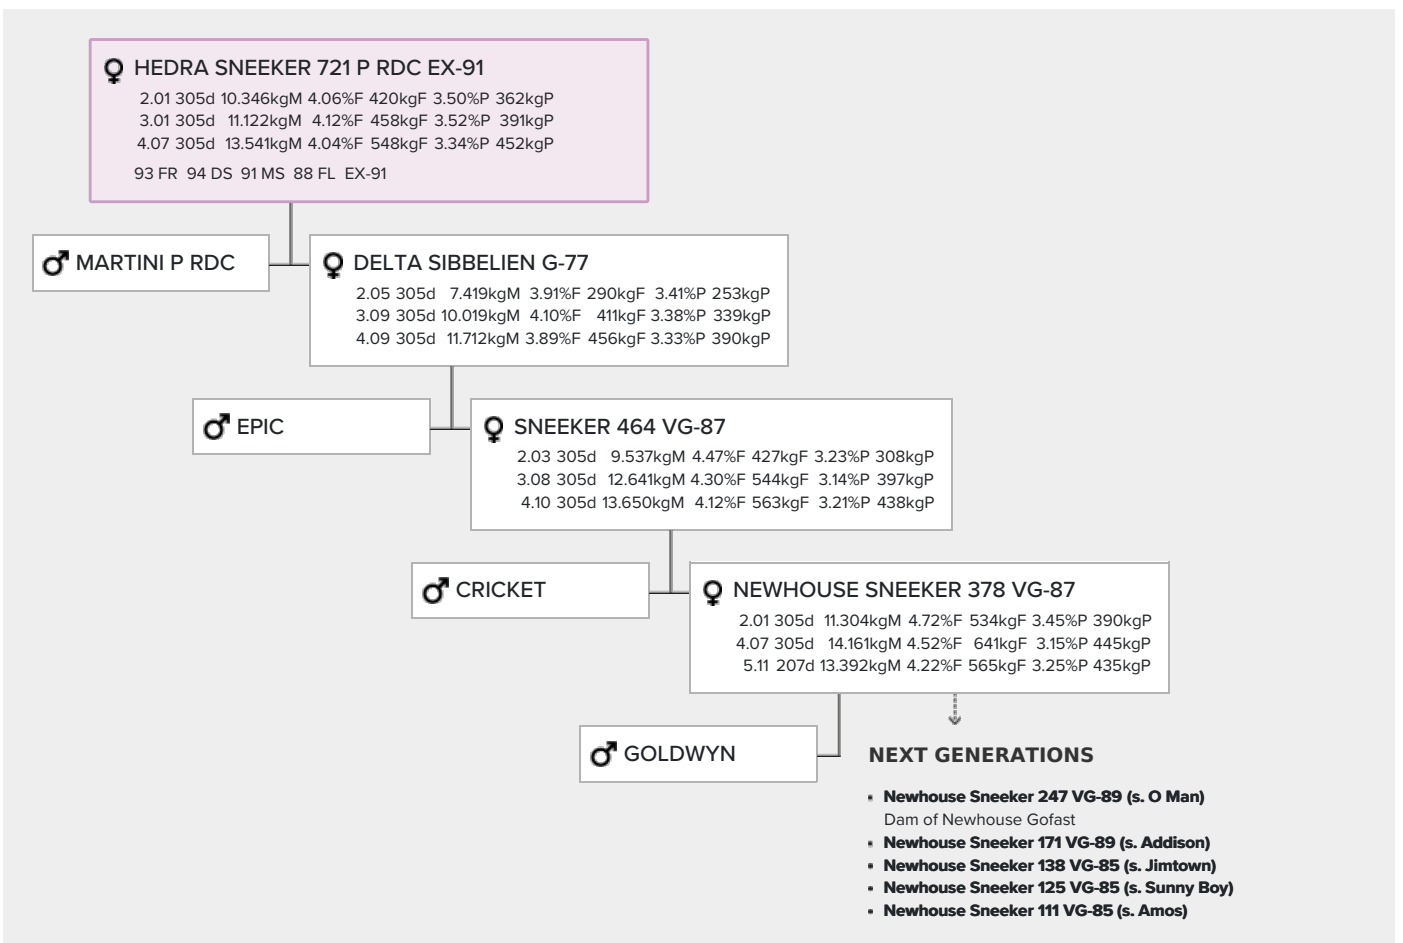 HEDRA SNEEKER 721 P RDC EX-91
2.01 305d 10.346kgM 4.06%F 420kgF 3.50%P 362kgP
3.01 305d 11.122kgM 4.12%F 458kgF 3.52%P 391kgP
4.07 305d 13.541kgM 4.04%F 548kgF 3.34%P 452kgP
93 FR 94 DS 91 MS 88 FL EX-91
MARTINI P RDC
DELTA SIBBELIEN G-77
2.05 305d 7.419kgM 3.91%F 290kgF 3.41%P 253kgP
3.09 305d 10.019kgM 4.10%F 411kgF 3.38%P 339kgP
4.09 305d 11.712kgM 3.89%F 456kgF 3.33%P 390kgP
EPIC
SNEEKER 464 VG-87
2.03 305d 9.537kgM 4.47%F 427kgF 3.23%P 308kgP
3.08 305d 12.641kgM 4.30%F 544kgF 3.14%P 397kgP
4.10 305d 13.650kgM 4.12%F 563kgF 3.21%P 438kgP
CRICKET
NEWHOUSE SNEEKER 378 VG-87
2.01 305d 11.304kgM 4.72%F 534kgF 3.45%P 390kgP
4.07 305d 14.161kgM 4.52%F 641kgF 3.15%P 445kgP
5.11 207d 13.392kgM 4.22%F 565kgF 3.25%P 435kgP
GOLDWYN
NEXT GENERATIONS
Newhouse Sneeker 247 VG-89 (s. O Man)
Dam of Newhouse Gofast
Newhouse Sneeker 171 VG-89 (s. Addison)
Newhouse Sneeker 138 VG-85 (s. Jimtown)
Newhouse Sneeker 125 VG-85 (s. Sunny Boy)
Newhouse Sneeker 111 VG-85 (s. Amos)